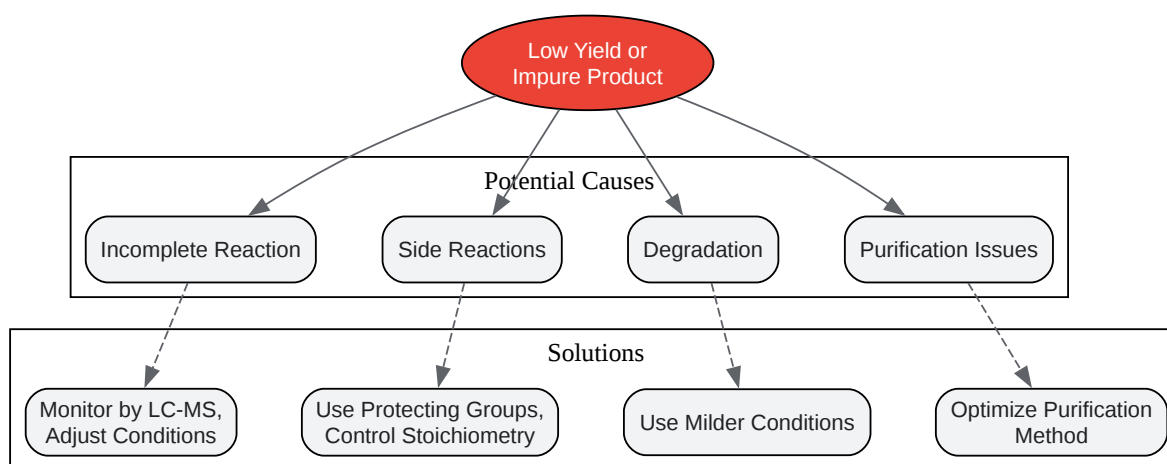 Low Yield or
Impure Product
Potential Causes
Incomplete Reaction
Side Reactions
Degradation
Purification Issues
Solutions
Monitor by LC-MS,
Adjust Conditions
Use Protecting Groups,
Control Stoichiometry
Use Milder Conditions
Optimize Purification
Method